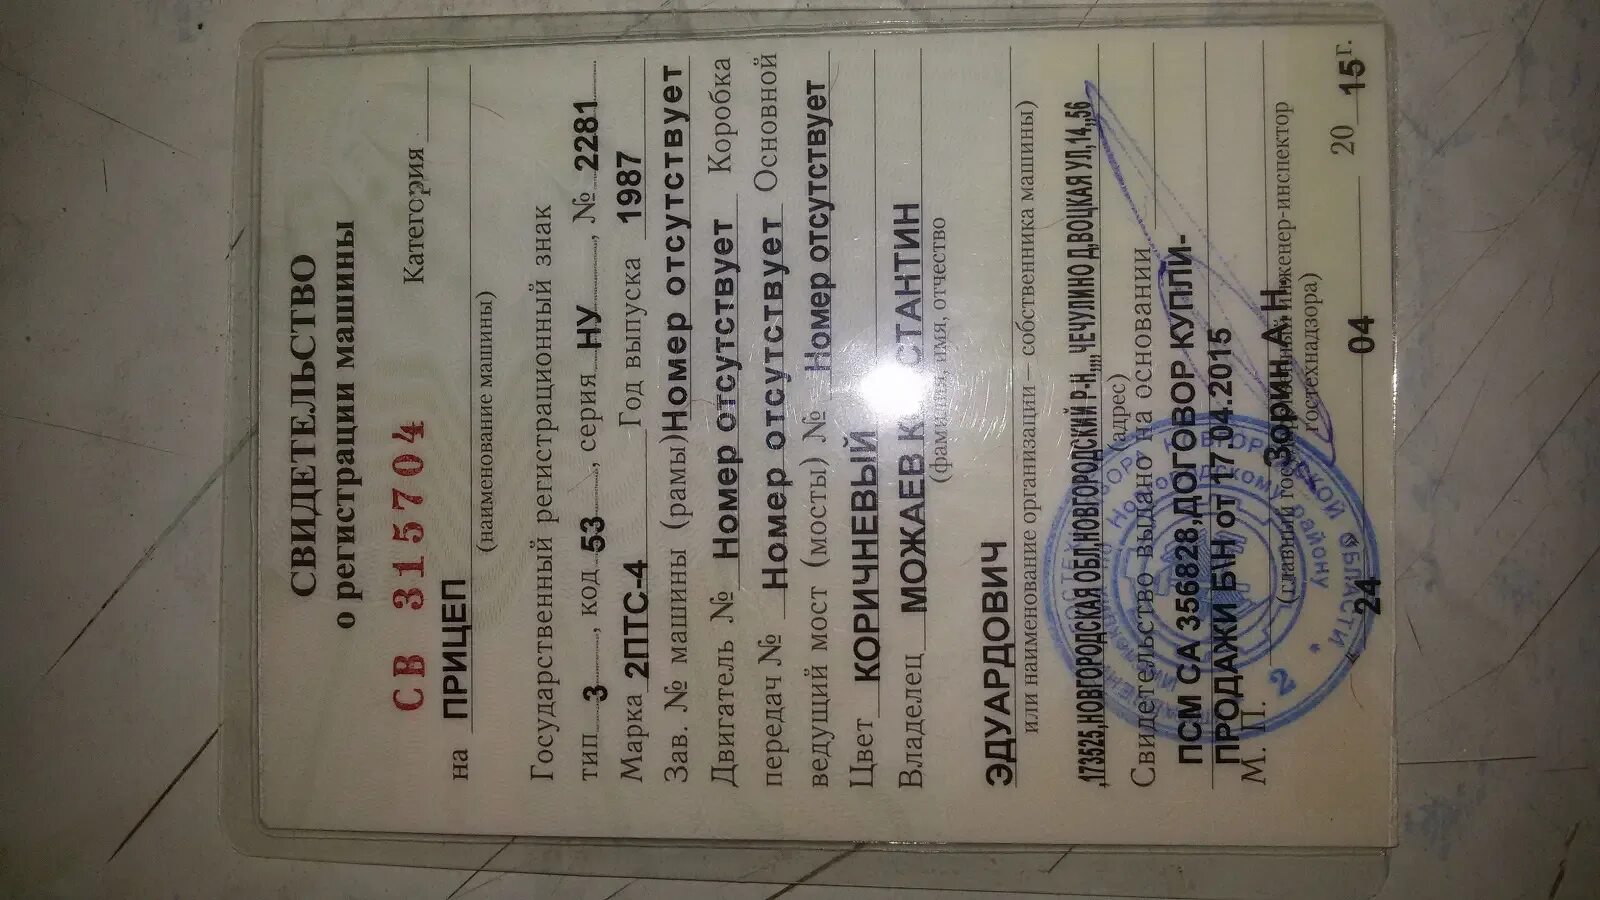 СВИДЕТЕЛЬСТВО
о регистрации машины
СВ 315704 Категория
на ПРИЦЕП
(наименование машины)
Государственный регистрационный знак
тип 3, код 53, серия НУ, № 2281
Марка 2ПТС-4 Год выпуска 1987
Зав. № машины (рамы) Номер отсутствует
Двигатель № Номер отсутствует Коробка
передач № Номер отсутствует Основной
ведущий мост (мосты) № Номер отсутствует
Цвет КОРИЧНЕВЫЙ
Владелец МОЖАЕВ К СТАНТИН
(фамилия, имя, отчество
ЭДУАРДОВИЧ
или наименование организации – собственника машины)
,173525,НОВГОРОДСКАЯ ОБЛ,НОВГОРОДСКИЙ Р-Н,,,,ЧЕЧУЛИНО Д,ВОЦКАЯ УЛ,14,,56
(адрес)
Свидетельство выдано на основании
ПСМ СА 356828,ДОГОВОР КУПЛИ-
ПРОДАЖИ Б\Н от 17.04.2015
М. П. Зорин А.Н.
(главный государственный инженер-инспектор
гостехнадзора)
24 04 2015 г.
2